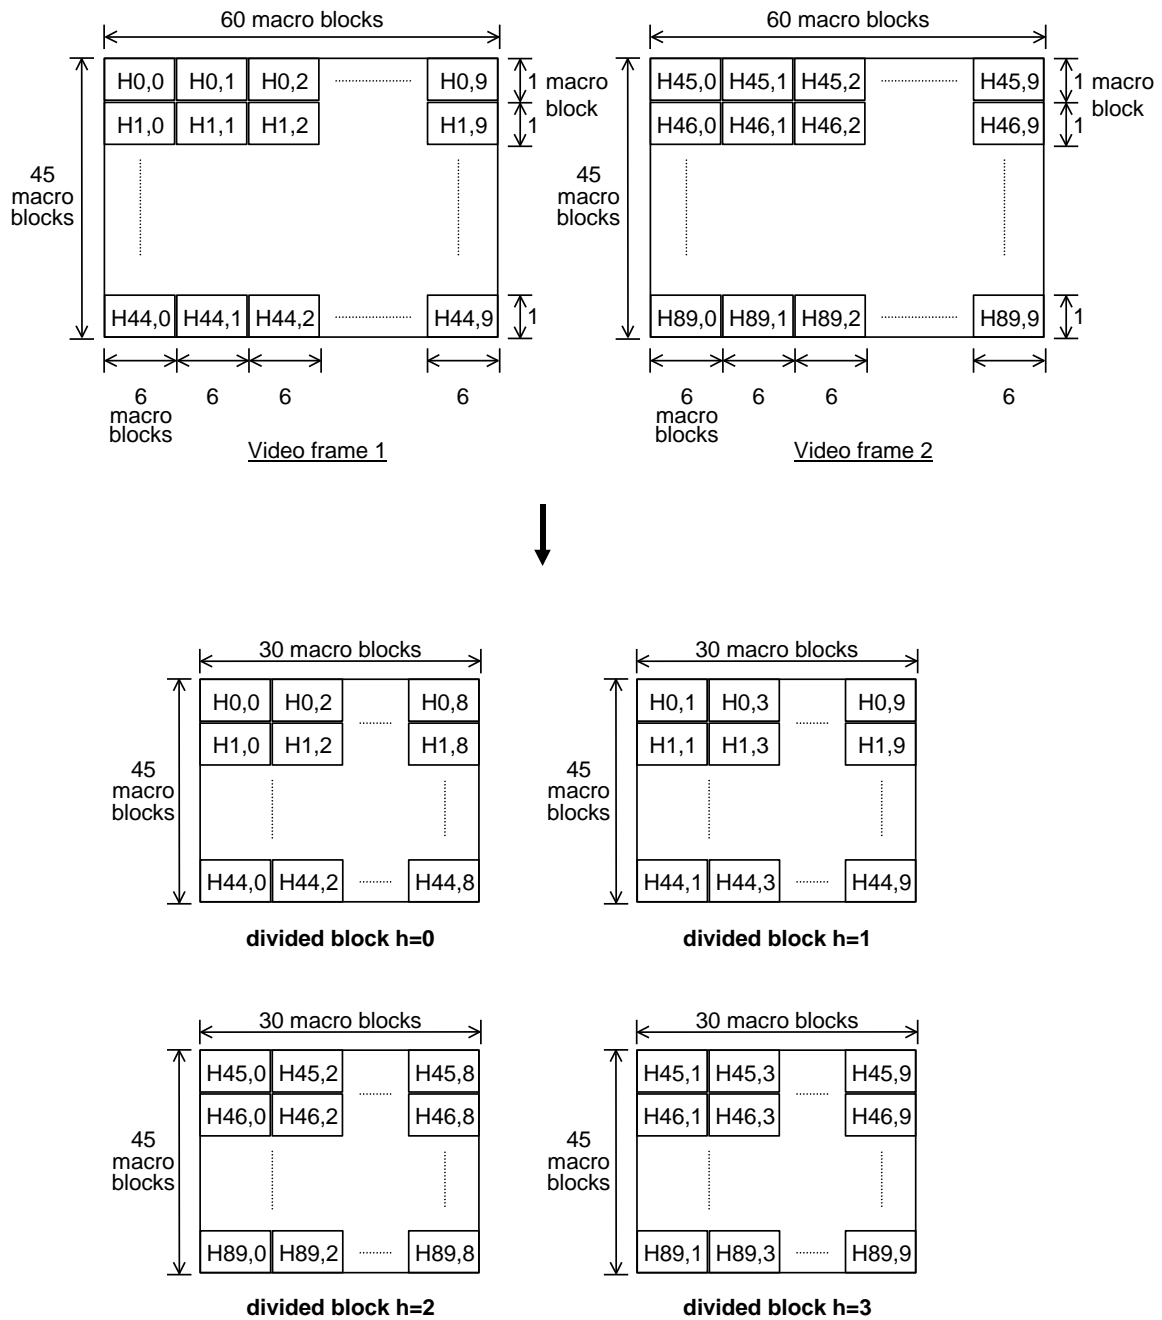 60 macro blocks
60 macro blocks
H0,0 H0,1 H0,2 H0,9 1 macro
block
H1,0 H1,1 H1,2 H1,9 1
45
macro
blocks
H44,0 H44,1 H44,2 H44,9 1
6 6 6 6
macro
blocks
Video frame 1
H45,0 H45,1 H45,2 H45,9 1 macro
block
H46,0 H46,1 H46,2 H46,9 1
45
macro
blocks
H89,0 H89,1 H89,2 H89,9 1
6 6 6 6
macro
blocks
Video frame 2
30 macro blocks
H0,0 H0,2 H0,8
H1,0 H1,2 H1,8
45
macro
blocks
H44,0 H44,2 H44,8
divided block h=0
30 macro blocks
H0,1 H0,3 H0,9
H1,1 H1,3 H1,9
45
macro
blocks
H44,1 H44,3 H44,9
divided block h=1
30 macro blocks
H45,0 H45,2 H45,8
H46,0 H46,2 H46,8
45
macro
blocks
H89,0 H89,2 H89,8
divided block h=2
30 macro blocks
H45,1 H45,3 H45,9
H46,1 H46,3 H46,9
45
macro
blocks
H89,1 H89,3 H89,9
divided block h=3